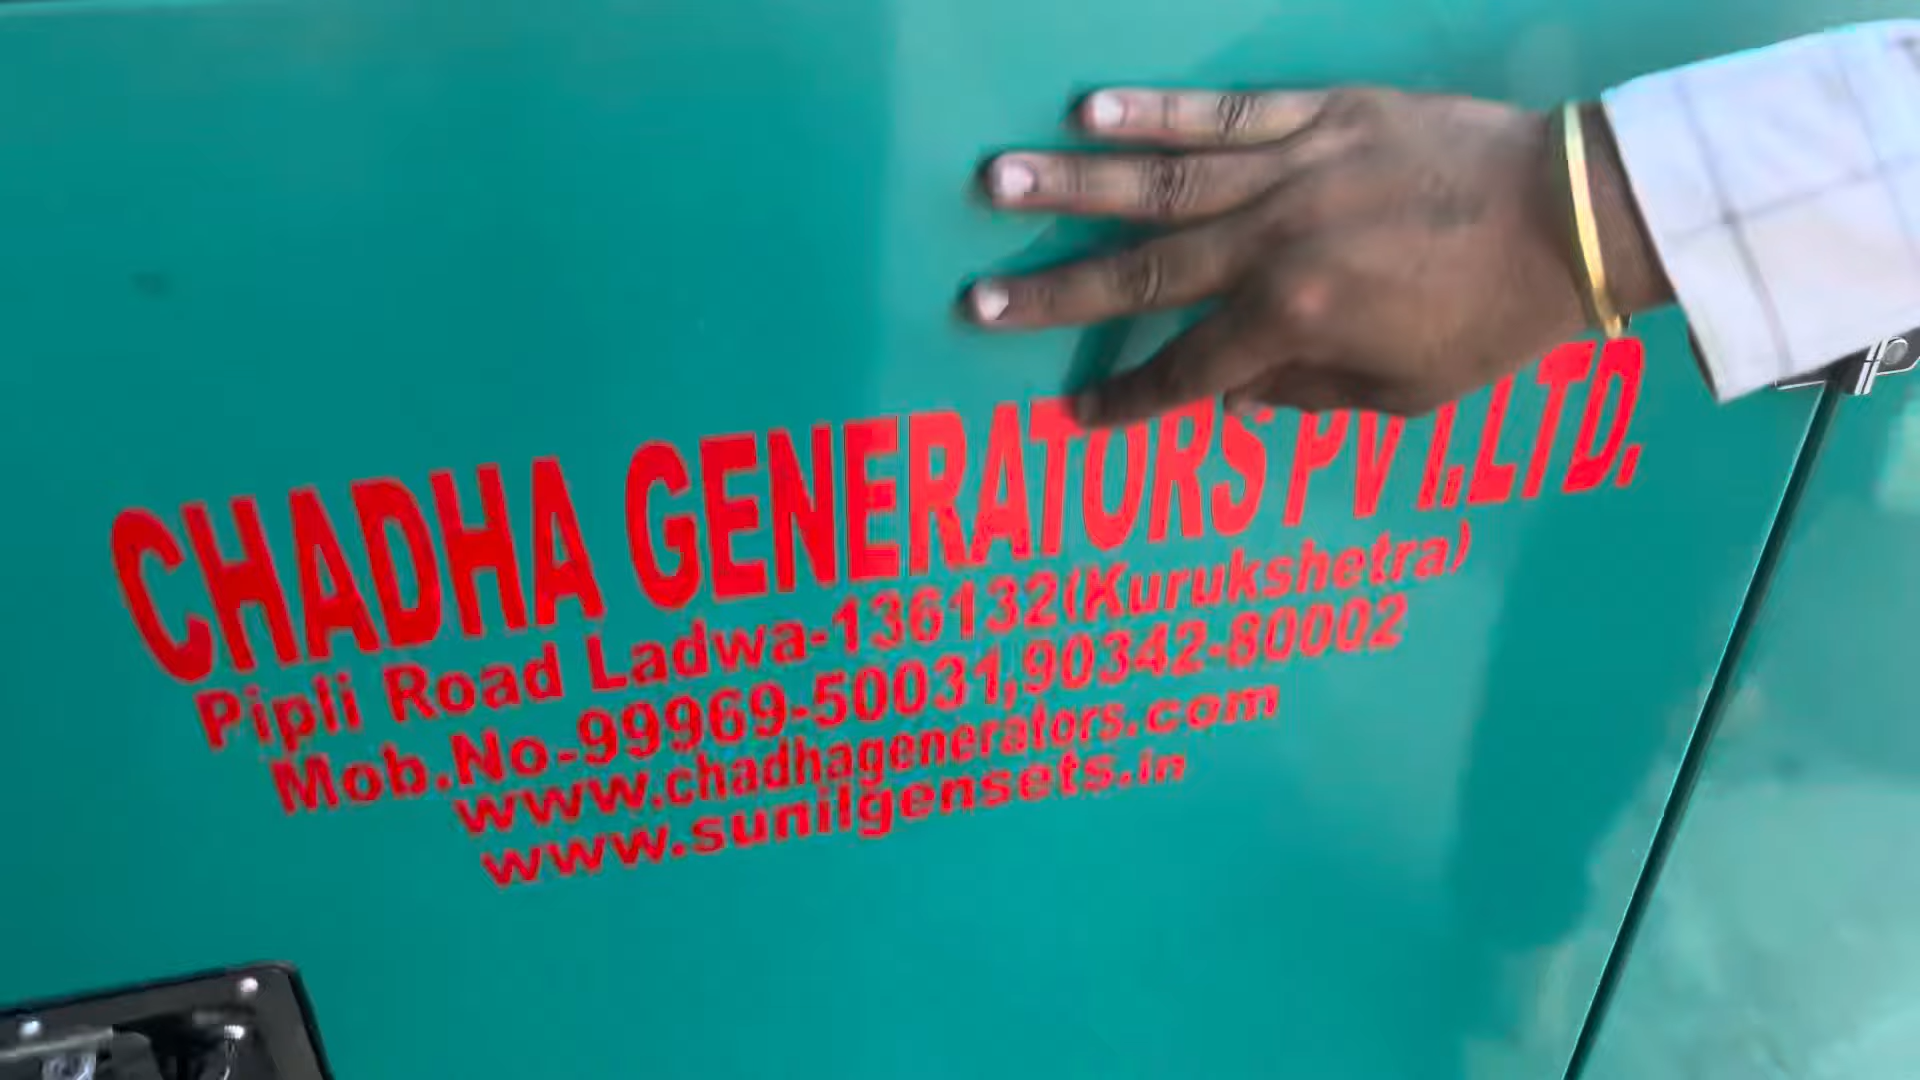 CHADHA GENERATORS PVT.LTD.
Pipli Road Ladwa-136132(Kurukshetra)
Mob.No-99969-50031,90342-80002
www.chadhagenerators.com
www.sunilgensets.in